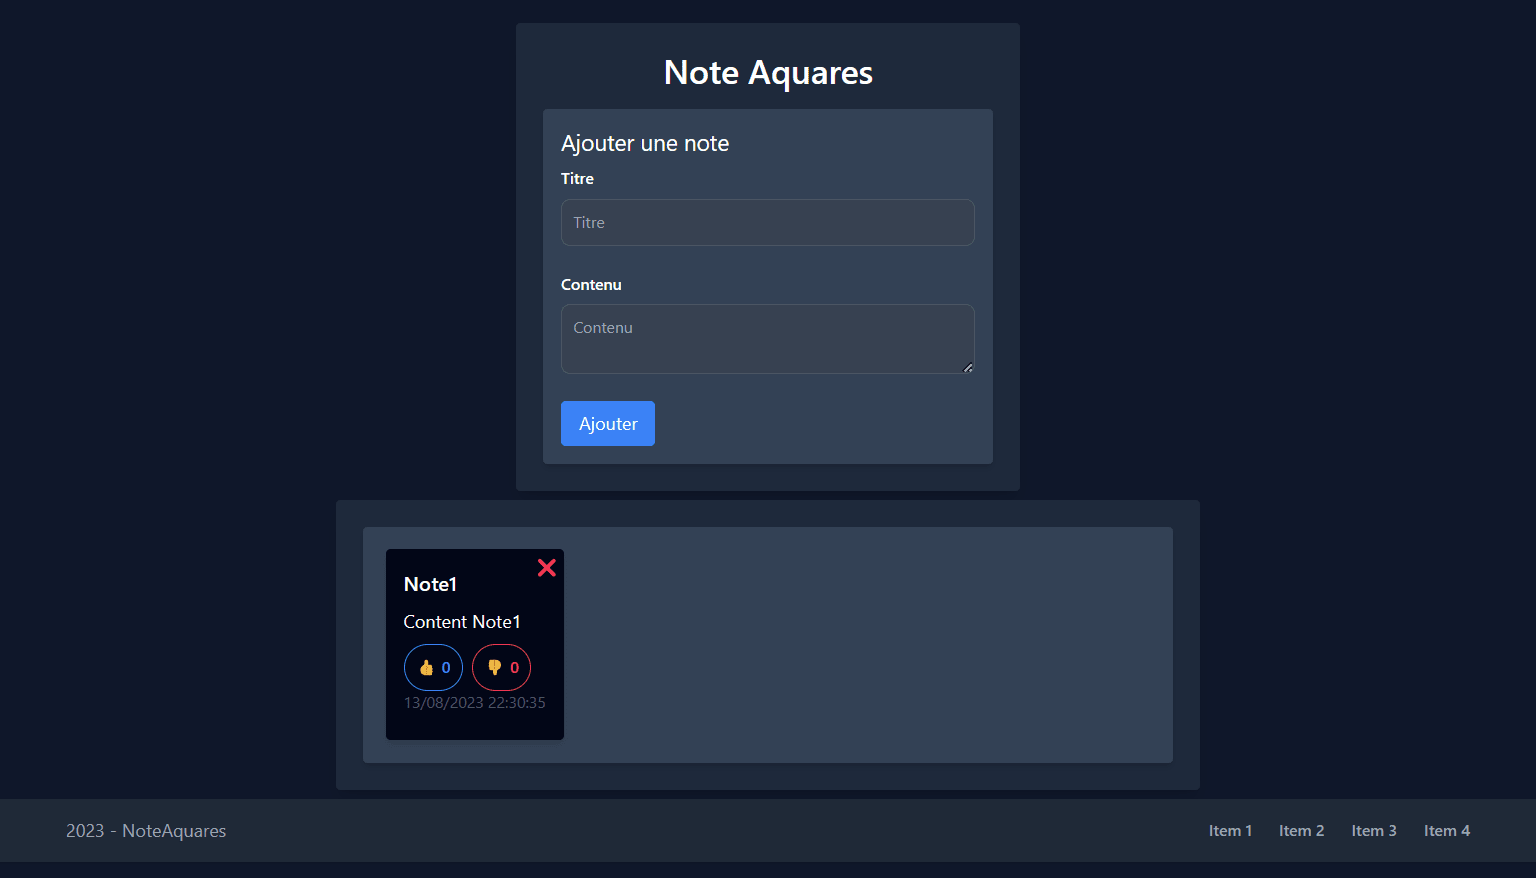 Note Aquares
Ajouter une note
Titre
Titre
Contenu
Contenu
Ajouter
Note1
Content Note1
👍 0 👎 0
13/08/2023 22:30:35
2023 - NoteAquares Item 1 Item 2 Item 3 Item 4